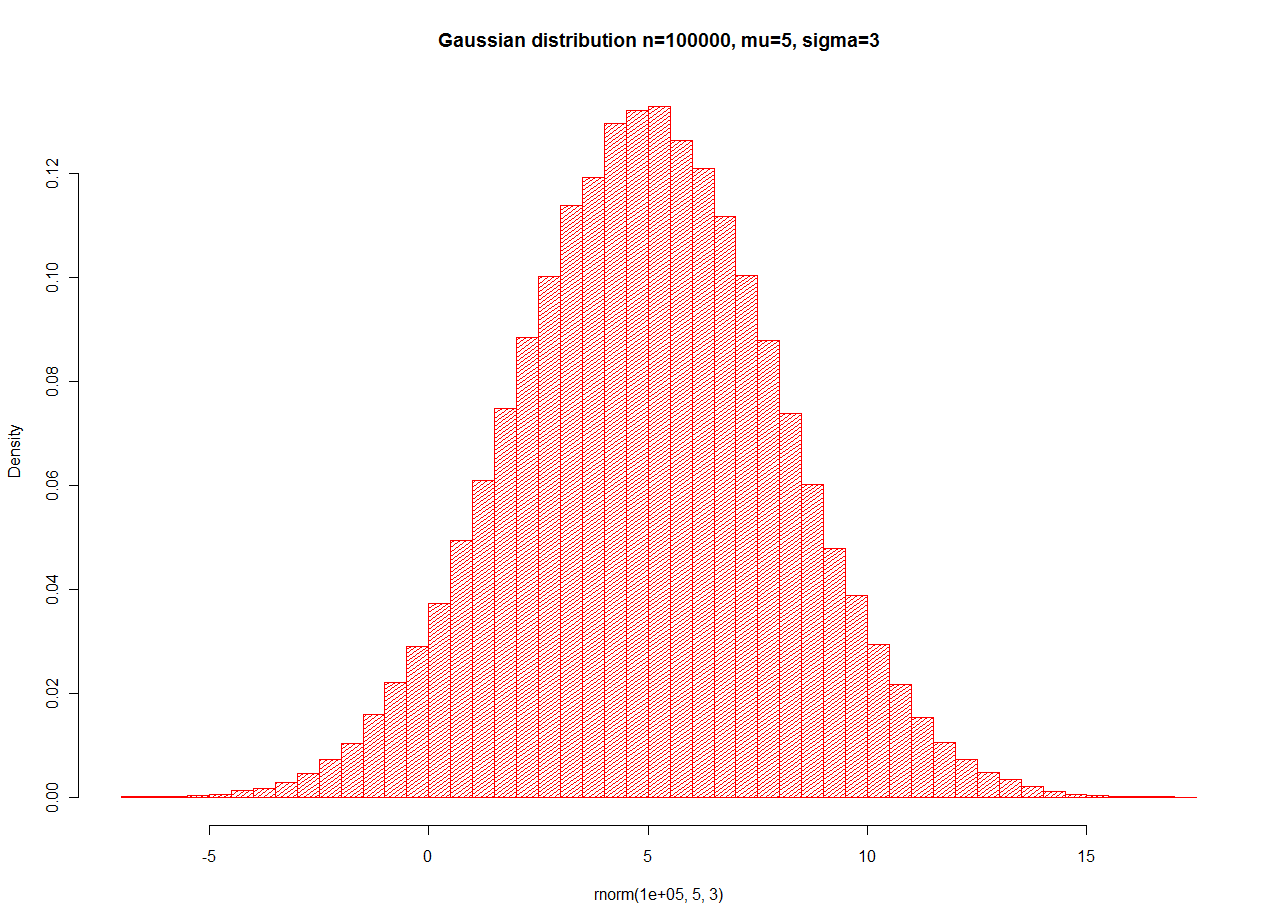 Gaussian distribution n=100000, mu=5, sigma=3
Density
0.12
0.10
0.08
0.06
0.04
0.02
0.00
-5 0 5 10 15
rnorm(1e+05, 5, 3)